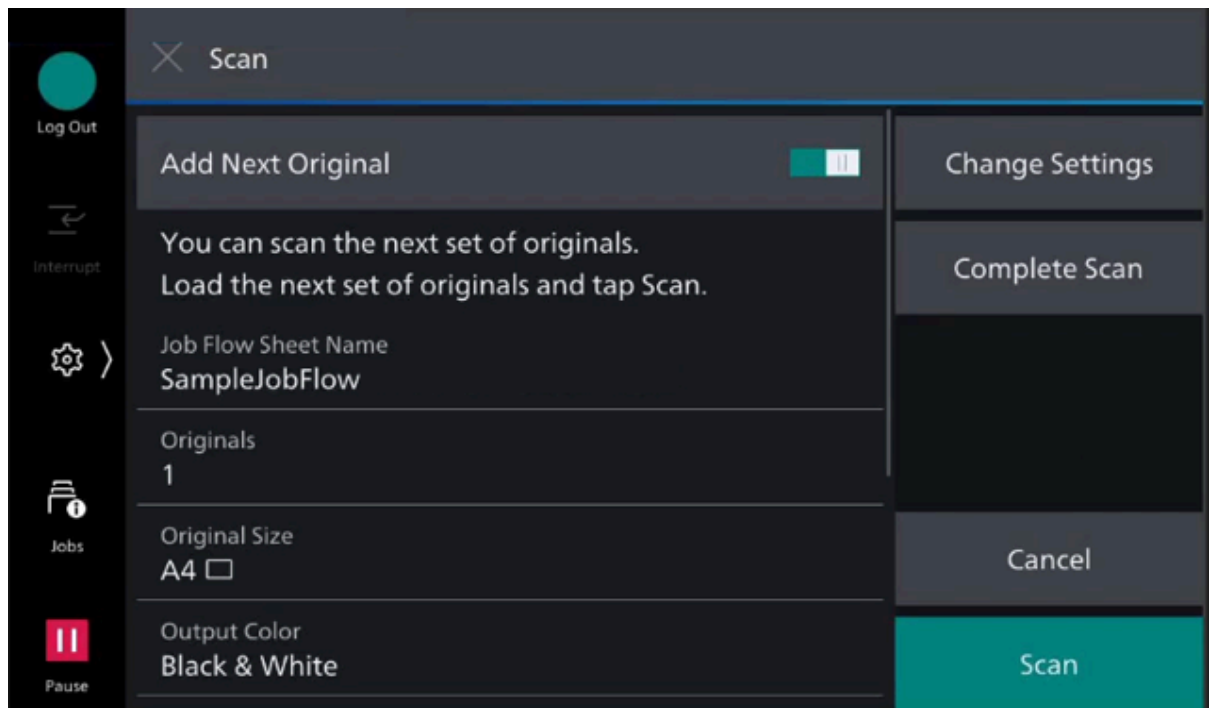 Scan
Log Out
Add Next Original
Change Settings
Interrupt
You can scan the next set of originals.
Load the next set of originals and tap Scan.
Complete Scan
Job Flow Sheet Name
SampleJobFlow
Originals
1
Jobs
Original Size
A4
Cancel
Output Color
Black & White
Scan
Pause